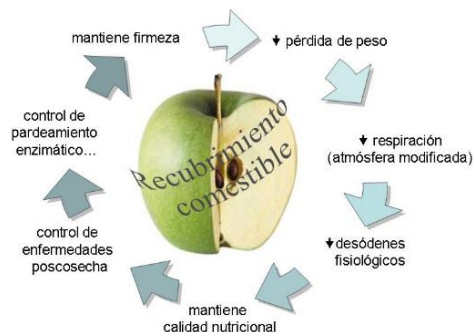 mantiene firmeza
⬇ pérdida de peso
⬇ respiración
(atmósfera modificada)
⬇ desódenes
fisiológicos
mantiene
calidad nutricional
control de
enfermedades
poscosecha
control de
pardeamiento
enzimático...
Recubrimiento
comestible